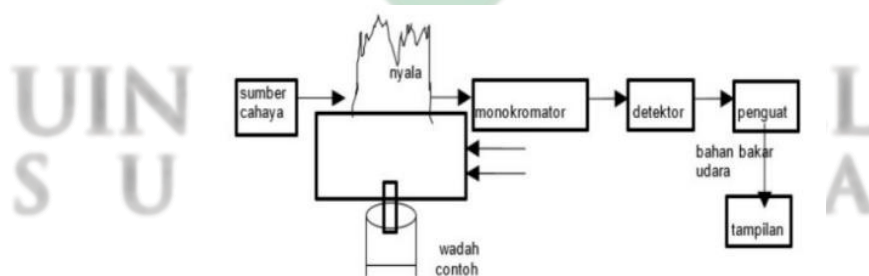 nyala
sumber
cahaya
monokromator
detektor
penguat
bahan bakar
udara
tampilan
wadah
contoh
UIN
L
S U
A